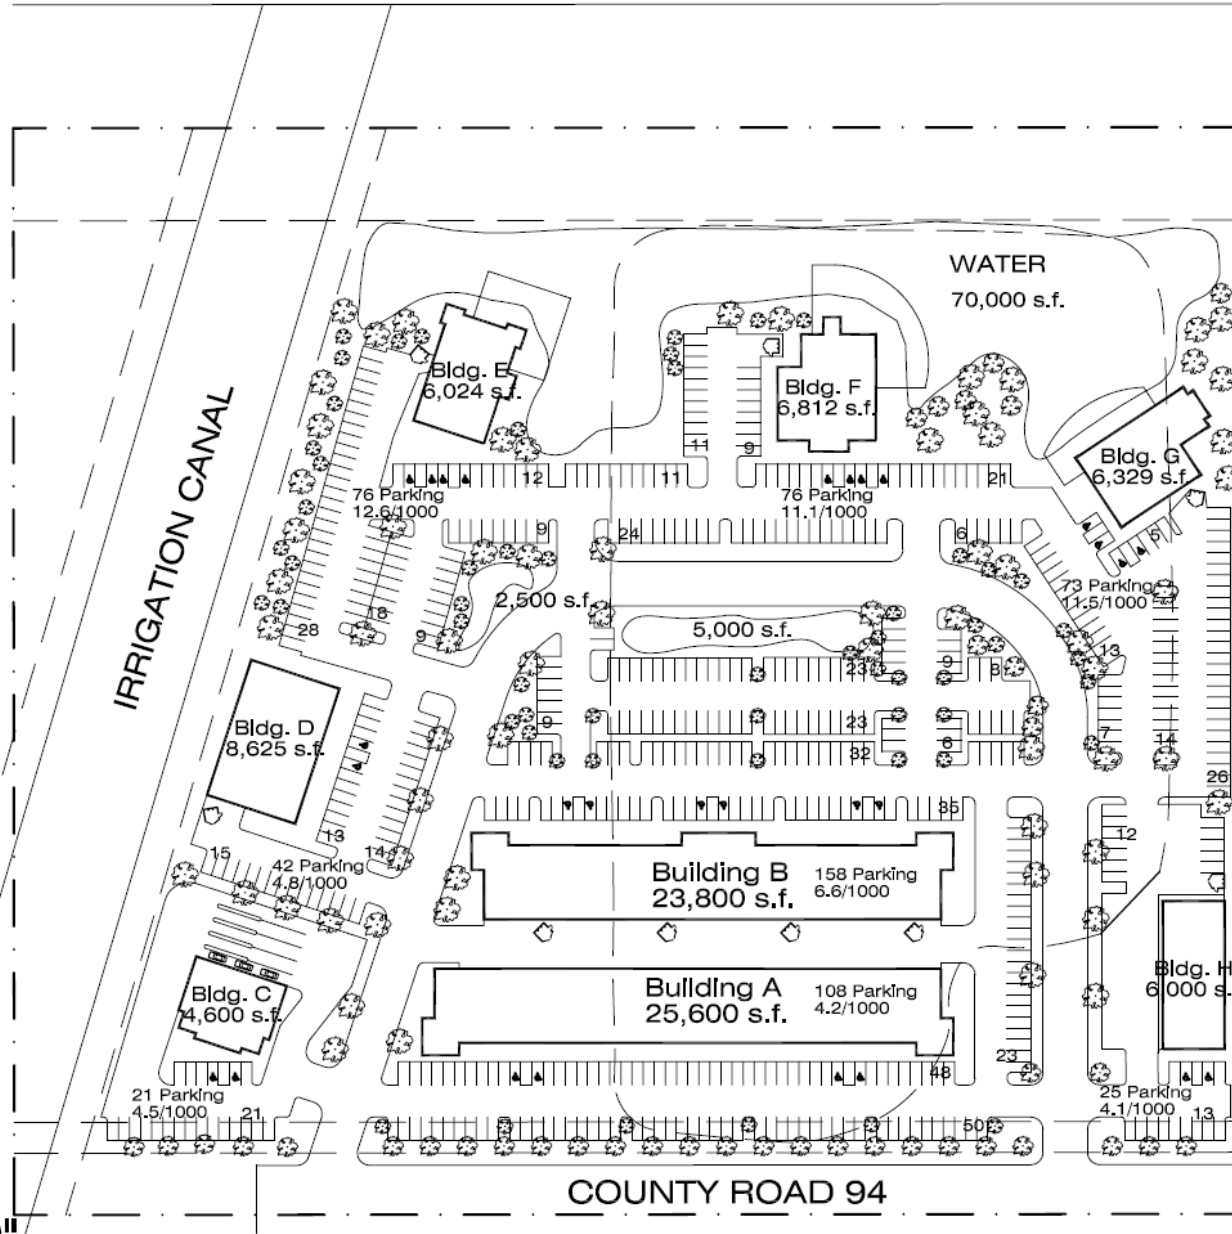 WATER
70,000 s.f.
Bldg. E
6,024 s.f.
Bldg. F
6,812 s.f.
Bldg. G
6,329 s.f.
11
9
12
11
21
76 Parking
12.6/1000
76 Parking
11.1/1000
5
9
24
6
73 Parking
11.5/1000
IRRIGATION CANAL
2,500 s.f.
18
28
9
5,000 s.f.
13
23
9
8
Bldg. D
8,625 s.f.
9
23
32
6
7
14
26
35
13
14
12
15
42 Parking
4.8/1000
Building B
23,800 s.f.
158 Parking
6.6/1000
Bldg. C
4,600 s.f.
Building A
25,600 s.f.
108 Parking
4.2/1000
Bldg. H
6,000 s.
23
48
21 Parking
4.5/1000
21
25 Parking
4.1/1000
13
50
COUNTY ROAD 94